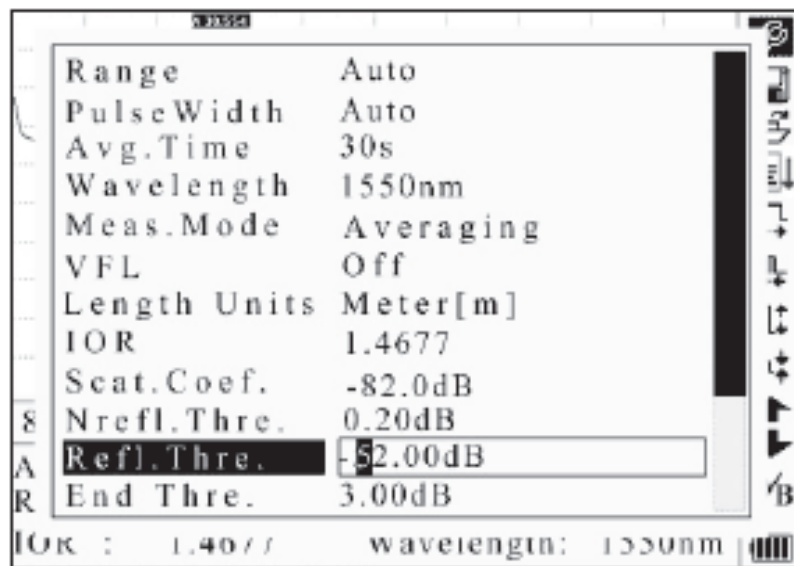 Range Auto
PulseWidth Auto
Avg.Time 30s
Wavelength 1550nm
Meas.Mode Averaging
VFL Off
Length Units Meter[m]
IOR 1.4677
Scat.Coef. -82.0dB
8 Nrefl.Thre. 0.20dB
A Refl.Thre. -52.00dB
R End Thre. 3.00dB
IOR : 1.4677 Wavelength: 1550nm